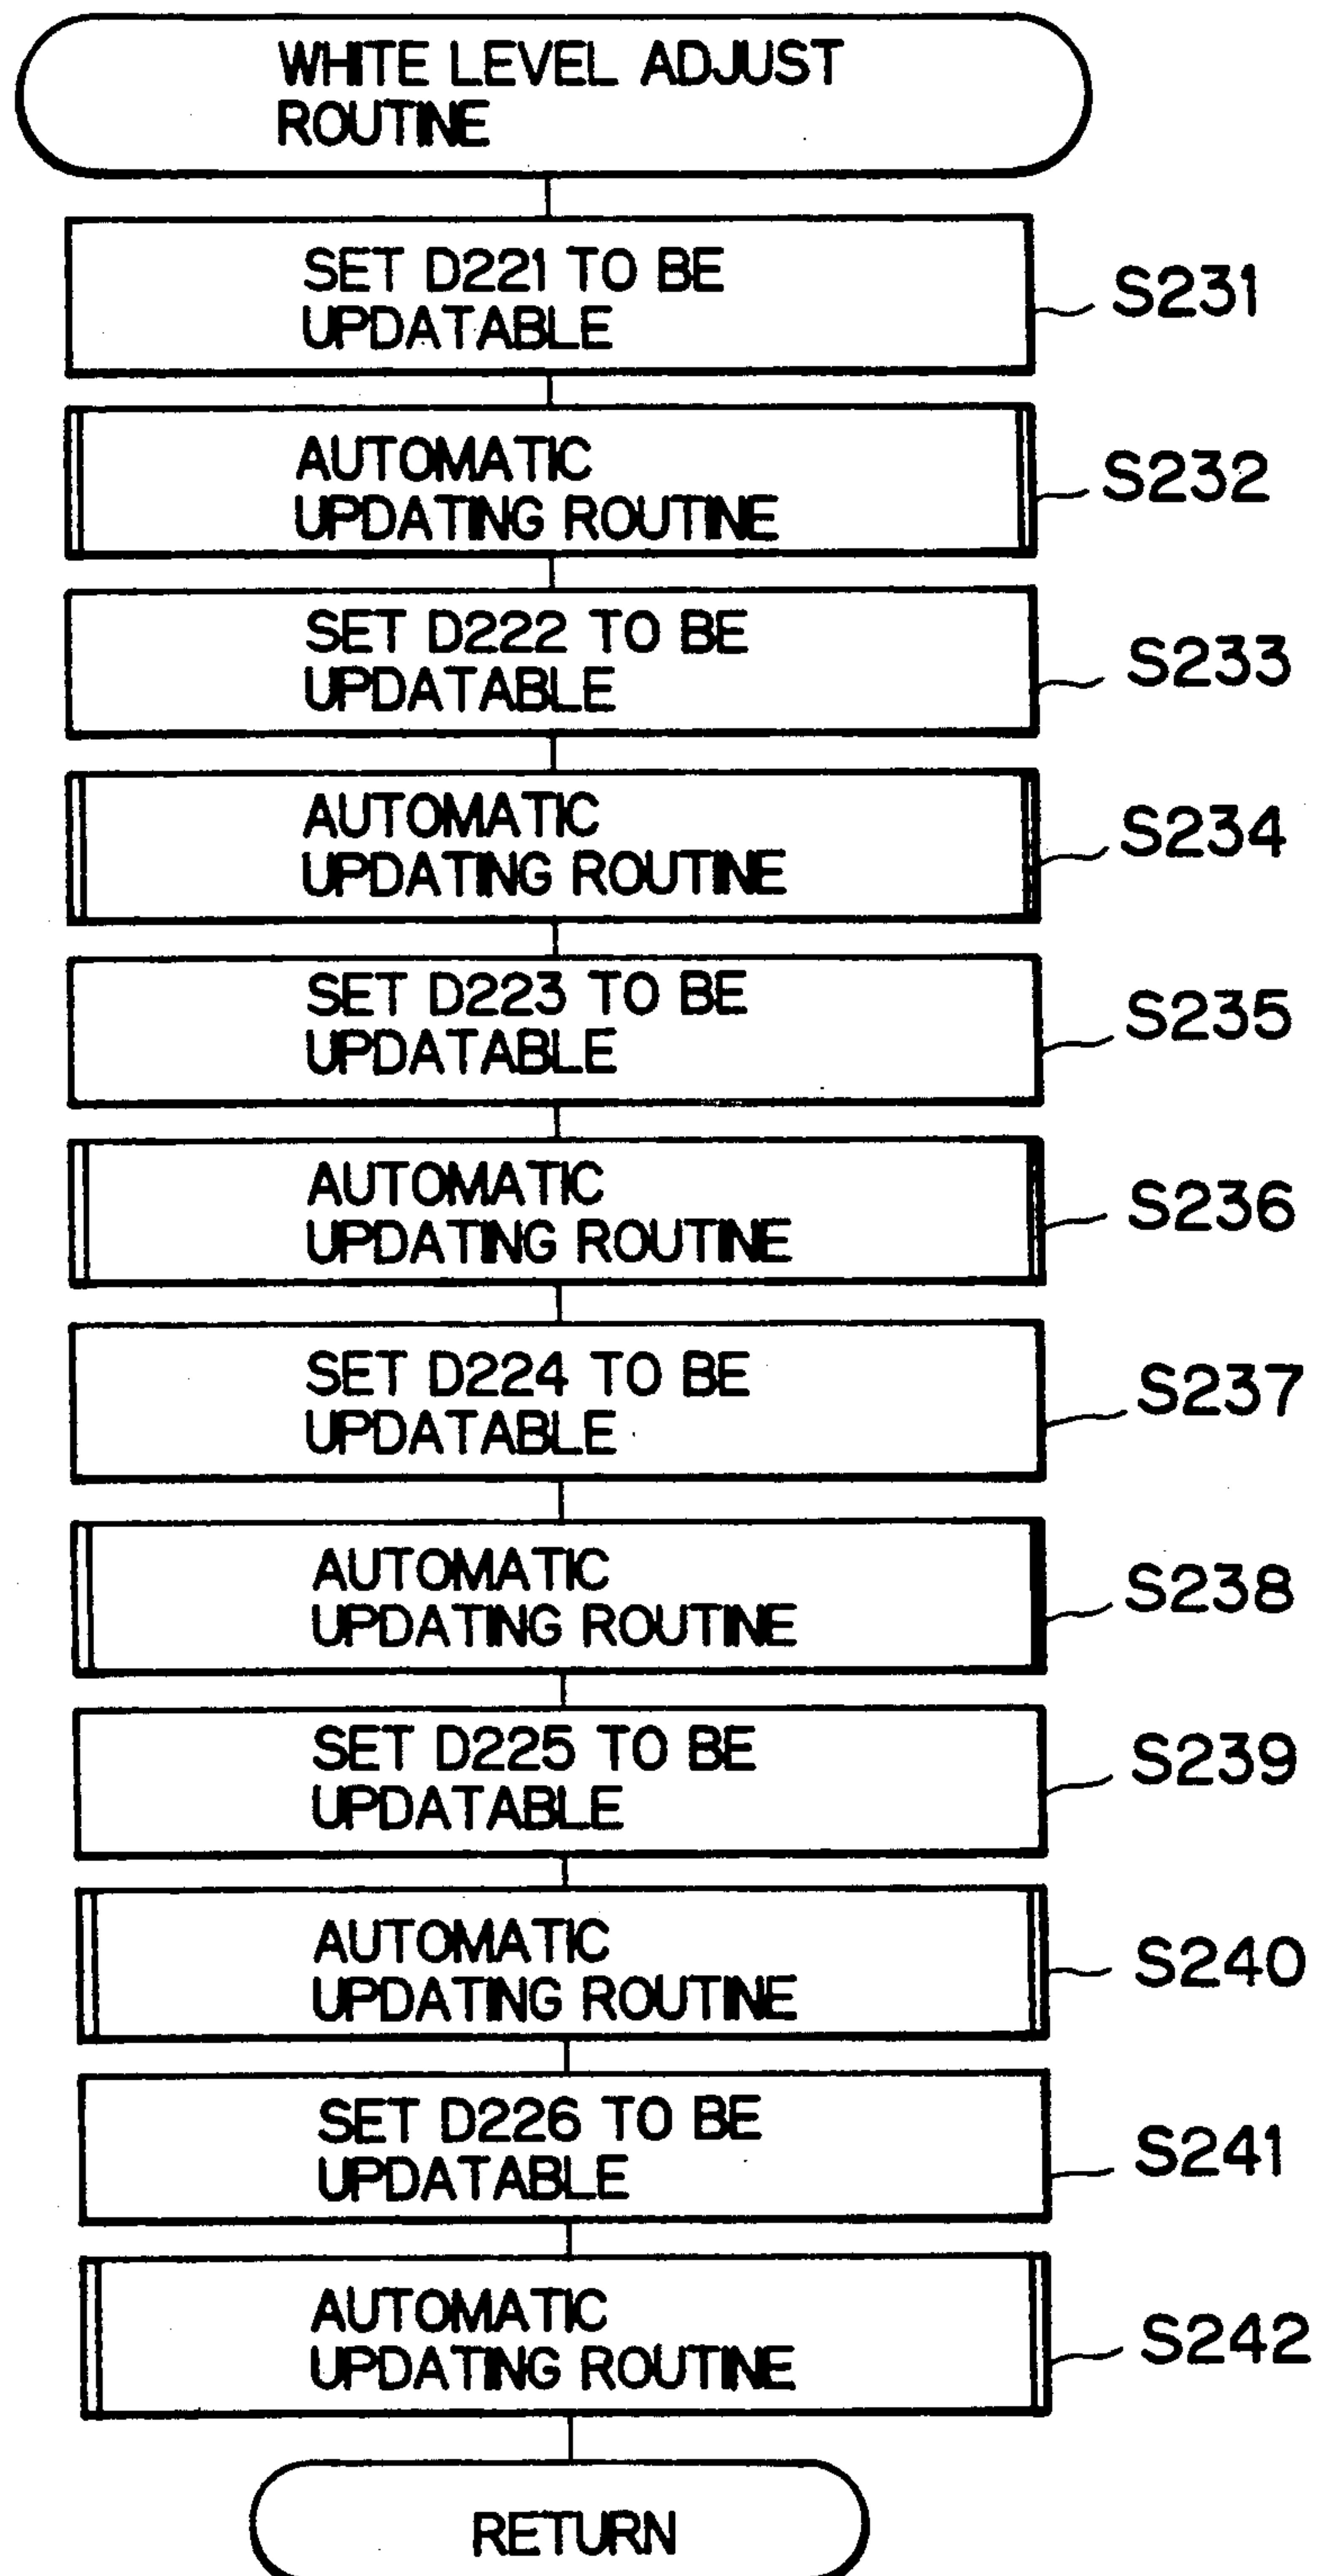 WHITE LEVEL ADJUST
ROUTINE
SET D221 TO BE
UPDATABLE
S231
AUTOMATIC
UPDATING ROUTINE
S232
SET D222 TO BE
UPDATABLE
S233
AUTOMATIC
UPDATING ROUTINE
S234
SET D223 TO BE
UPDATABLE
S235
AUTOMATIC
UPDATING ROUTINE
S236
SET D224 TO BE
UPDATABLE
S237
AUTOMATIC
UPDATING ROUTINE
S238
SET D225 TO BE
UPDATABLE
S239
AUTOMATIC
UPDATING ROUTINE
S240
SET D226 TO BE
UPDATABLE
S241
AUTOMATIC
UPDATING ROUTINE
S242
RETURN